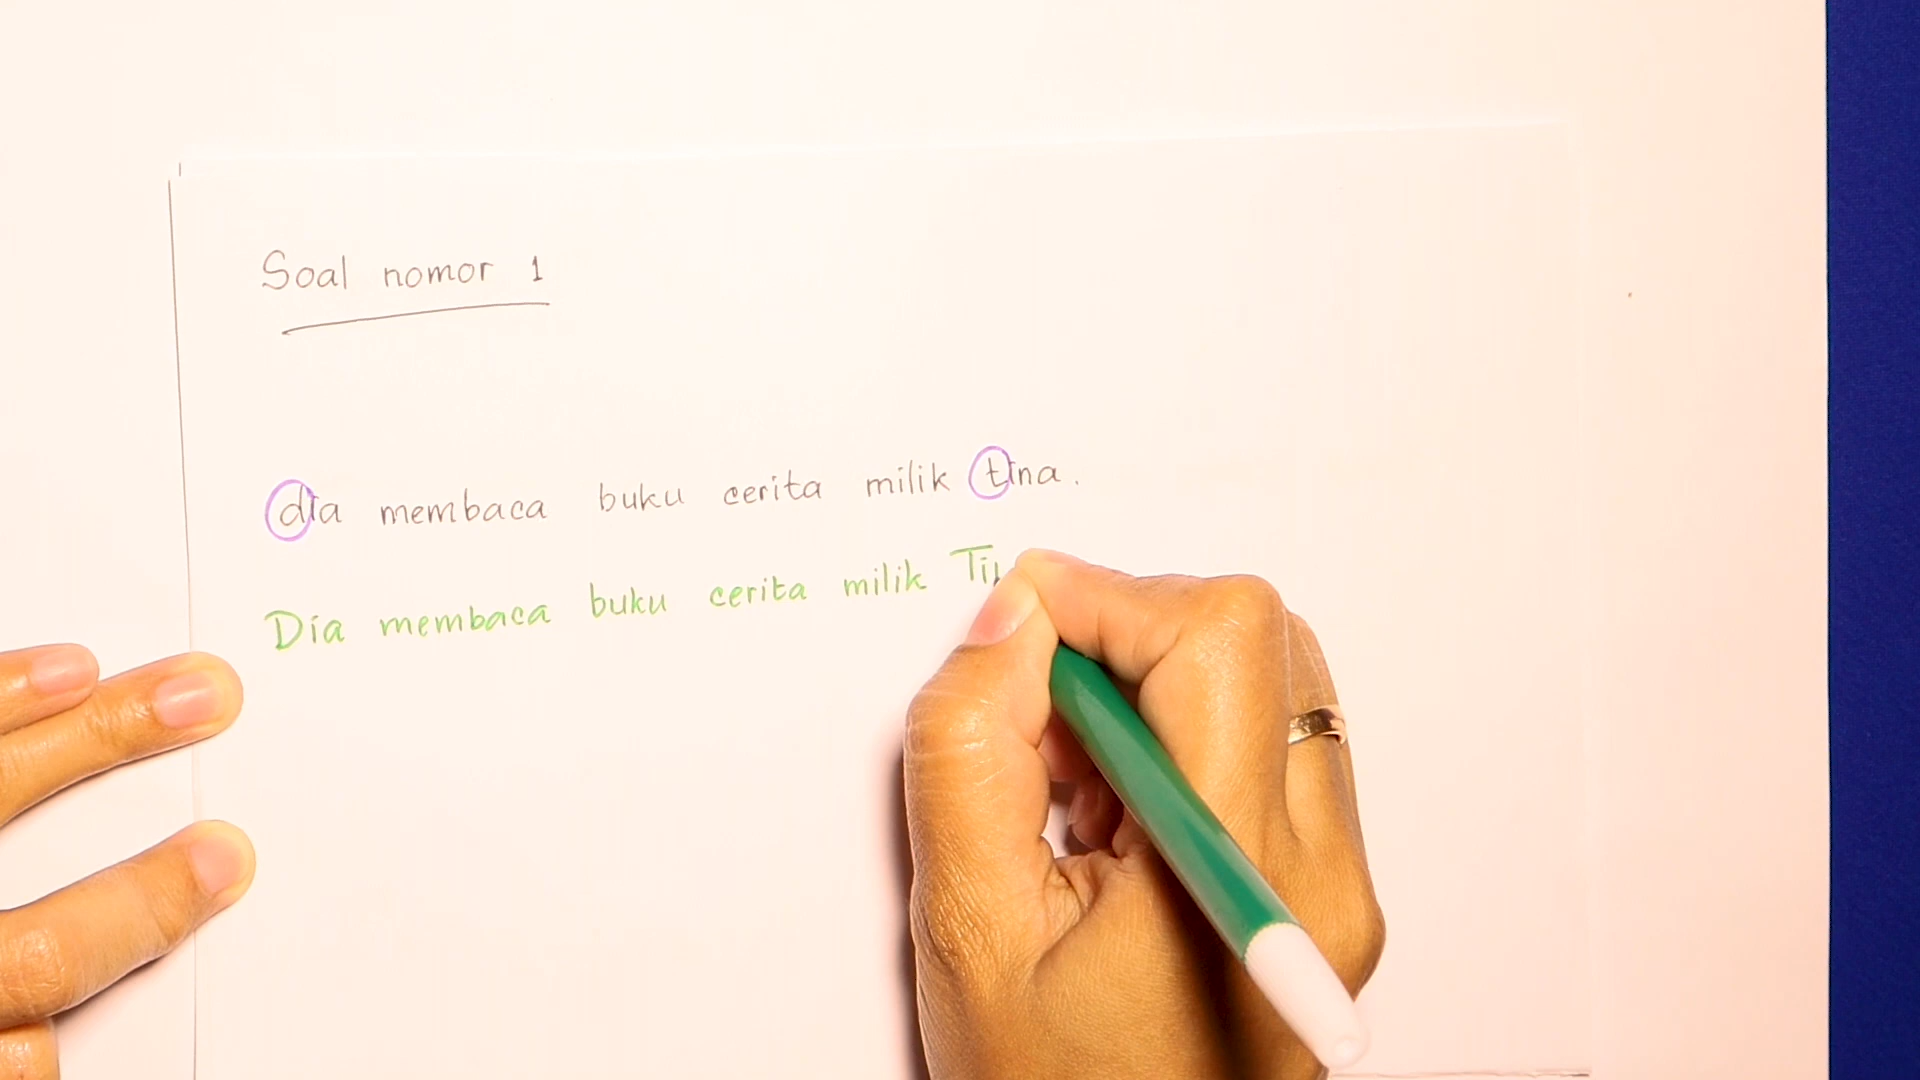 Soal nomor 1
dia membaca buku cerita milik tina.
Dia membaca buku cerita milik Ti